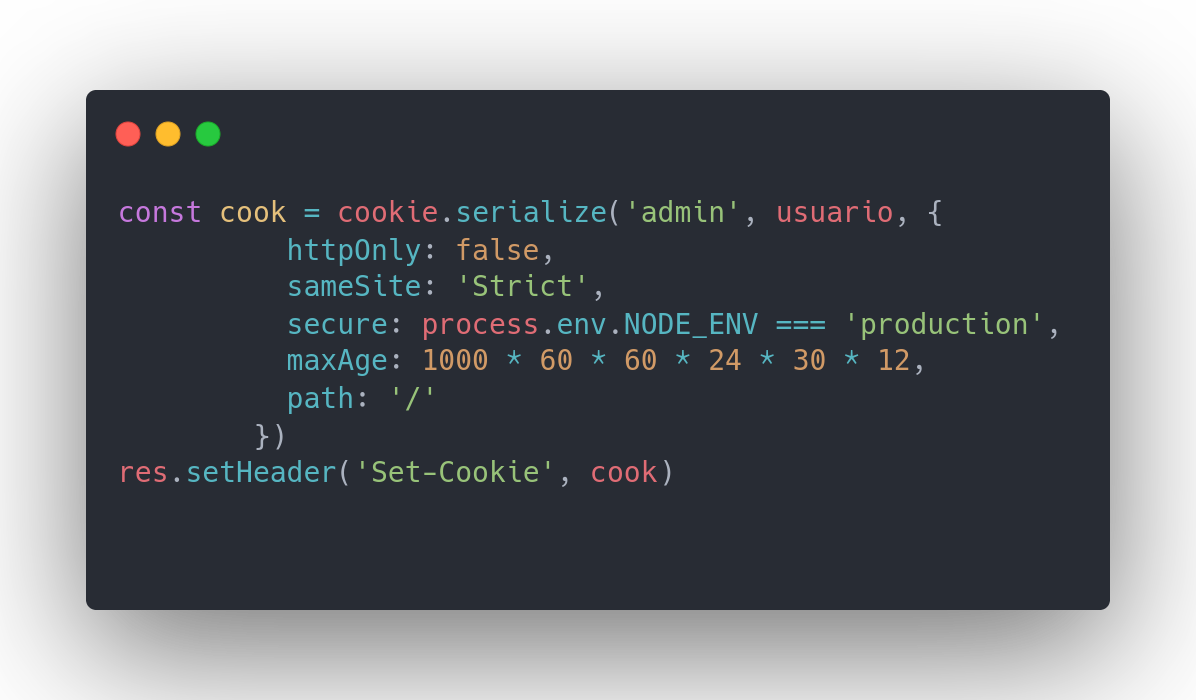 const cook = cookie.serialize('admin', usuario, {
          httpOnly: false,
          sameSite: 'Strict',
          secure: process.env.NODE_ENV === 'production',
          maxAge: 1000 * 60 * 60 * 24 * 30 * 12,
          path: '/'
        })
res.setHeader('Set-Cookie', cook)